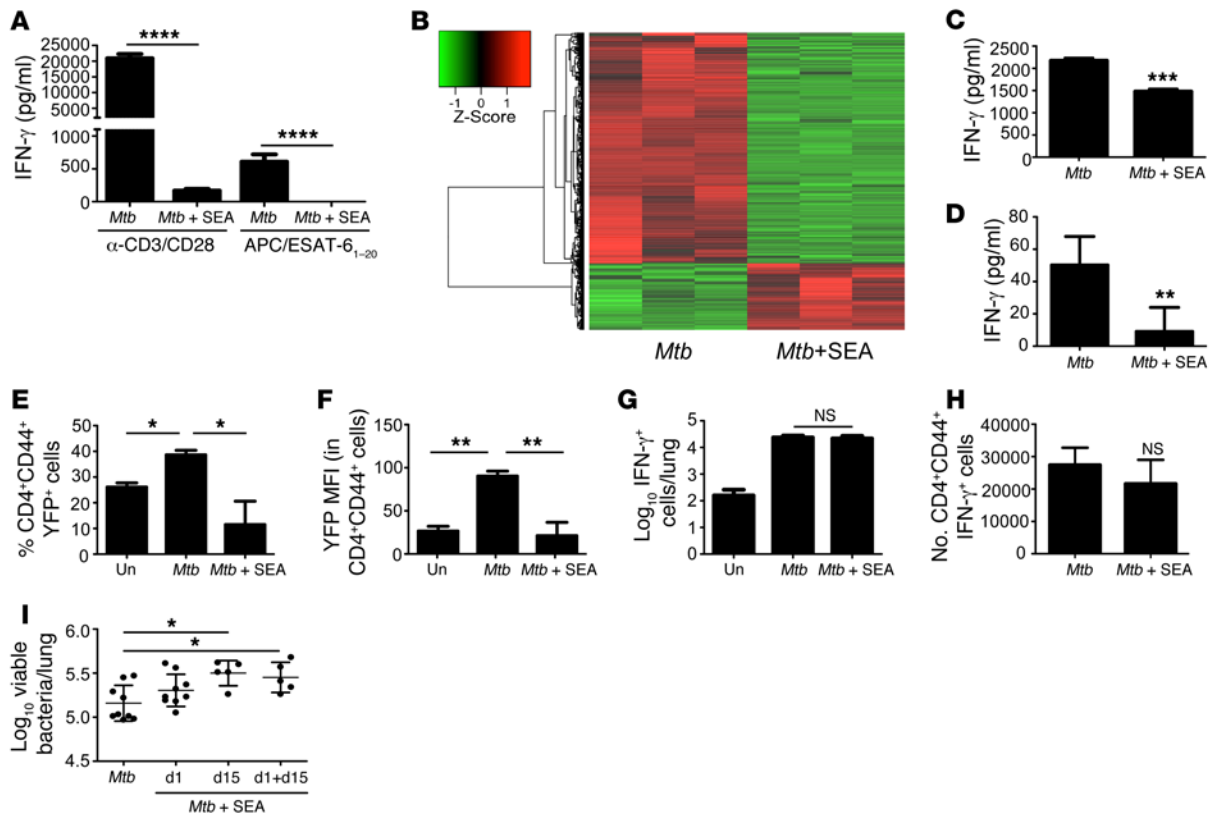 A
IFN-γ (pg/ml)
25000
20000
15000
10000
5000
1000
500
0
****
****
Mtb Mtb + SEA Mtb Mtb + SEA
α-CD3/CD28 APC/ESAT-6₁₋₂₀
B
-1 0 1
Z-Score
Mtb Mtb+SEA
C
IFN-γ (pg/ml)
2500
2000
1500
1000
500
0
***
Mtb Mtb + SEA
D
IFN-γ (pg/ml)
80
60
40
20
0
**
Mtb Mtb + SEA
E
% CD4⁺CD44⁺
YFP⁺ cells
50
40
30
20
10
0
* *
Un Mtb Mtb + SEA
F
YFP MFI (in
CD4⁺CD44⁺ cells)
150
100
50
0
** **
Un Mtb Mtb + SEA
G
Log₁₀ IFN-γ⁺
cells/lung
5
4
3
2
1
0
NS
Un Mtb Mtb + SEA
H
No. CD4⁺CD44⁺
IFN-γ⁺ cells
40000
30000
20000
10000
0
NS
Mtb Mtb + SEA
I
Log₁₀ viable
bacteria/lung
6.0
5.5
5.0
4.5
*
*
Mtb d1 d15 d1+d15
Mtb + SEA